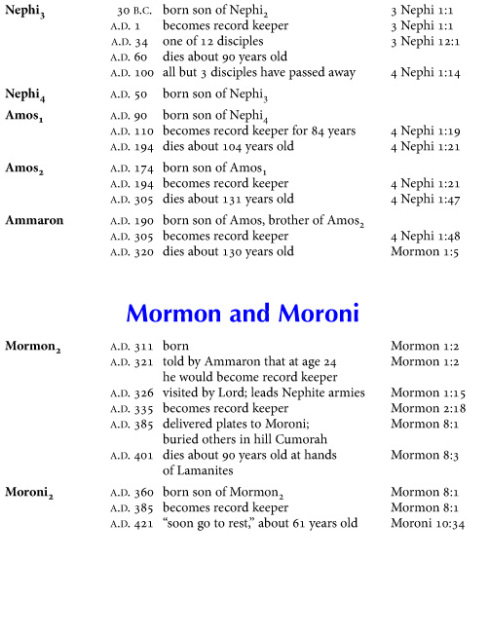 Nephi₃ 30 B.C. born son of Nephi₂ 3 Nephi 1:1
A.D. 1 becomes record keeper 3 Nephi 1:1
A.D. 34 one of 12 disciples 3 Nephi 12:1
A.D. 60 dies about 90 years old
A.D. 100 all but 3 disciples have passed away 4 Nephi 1:14
Nephi₄ A.D. 50 born son of Nephi₃
Amos₁ A.D. 90 born son of Nephi₄
A.D. 110 becomes record keeper for 84 years 4 Nephi 1:19
A.D. 194 dies about 104 years old 4 Nephi 1:21
Amos₂ A.D. 174 born son of Amos₁
A.D. 194 becomes record keeper 4 Nephi 1:21
A.D. 305 dies about 131 years old 4 Nephi 1:47
Ammaron A.D. 190 born son of Amos, brother of Amos₂
A.D. 305 becomes record keeper 4 Nephi 1:48
A.D. 320 dies about 130 years old Mormon 1:5
Mormon and Moroni
Mormon₂ A.D. 311 born Mormon 1:2
A.D. 321 told by Ammaron that at age 24 Mormon 1:2
he would become record keeper
A.D. 326 visited by Lord; leads Nephite armies Mormon 1:15
A.D. 335 becomes record keeper Mormon 2:18
A.D. 385 delivered plates to Moroni; Mormon 8:1
buried others in hill Cumorah
A.D. 401 dies about 90 years old at hands Mormon 8:3
of Lamanites
Moroni₂ A.D. 360 born son of Mormon₂ Mormon 8:1
A.D. 385 becomes record keeper Mormon 8:1
A.D. 421 “soon go to rest,” about 61 years old Moroni 10:34